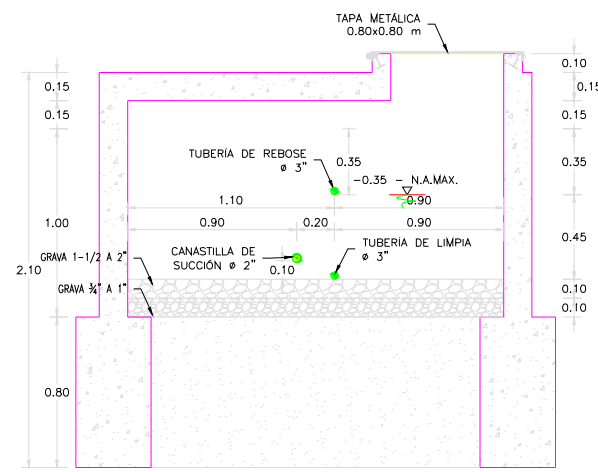 TAPA METÁLICA
0.80x0.80 m
0.10
0.15
0.15
0.15
0.15
TUBERÍA DE REBOSE
ø 3"
0.35
0.35
-0.35 - N.A.MAX.
1.10
0.90
0.90
0.20
0.90
1.00
CANASTILLA DE
SUCCIÓN ø 2"
TUBERÍA DE LIMPIA
ø 3"
0.45
GRAVA 1-1/2 A 2"
0.10
2.10
GRAVA ¾" A 1"
0.10
0.10
0.80